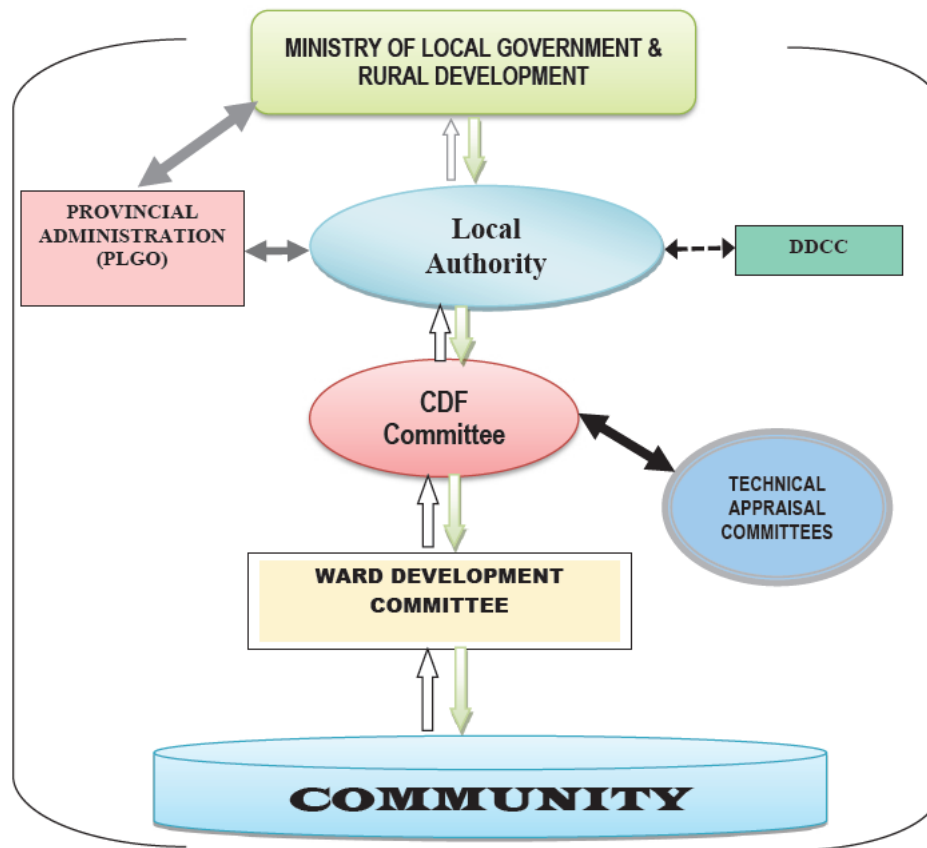 MINISTRY OF LOCAL GOVERNMENT &
RURAL DEVELOPMENT
PROVINCIAL
ADMINISTRATION
(PLGO)
Local
Authority
DDCC
CDF
Committee
TECHNICAL
APPRAISAL
COMMITTEES
WARD DEVELOPMENT
COMMITTEE
COMMUNITY